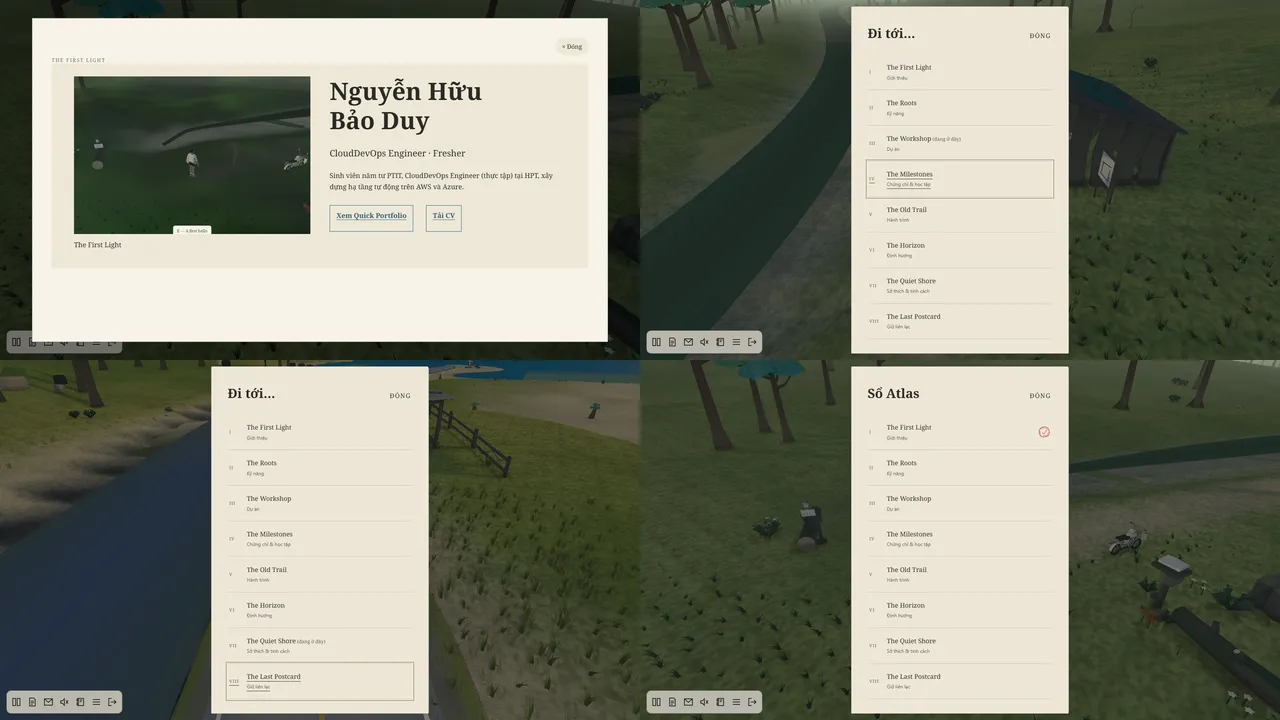 × Đóng
THE FIRST LIGHT
Nguyễn Hữu
Bảo Duy
CloudDevOps Engineer · Fresher
Sinh viên năm tư PTIT, CloudDevOps Engineer (thực tập) tại HPT, xây
dựng hạ tầng tự động trên AWS và Azure.
Xem Quick Portfolio
Tải CV
E — A first hello
The First Light
Đi tới...
ĐÓNG
I
The First Light
Giới thiệu
II
The Roots
Kỹ năng
III
The Workshop (đang ở đây)
Dự án
IV
The Milestones
Chứng chỉ & học tập
V
The Old Trail
Hành trình
VI
The Horizon
Định hướng
VII
The Quiet Shore
Sở thích & tính cách
VIII
The Last Postcard
Giữ liên lạc
Đi tới...
ĐÓNG
I
The First Light
Giới thiệu
II
The Roots
Kỹ năng
III
The Workshop
Dự án
IV
The Milestones
Chứng chỉ & học tập
V
The Old Trail
Hành trình
VI
The Horizon
Định hướng
VII
The Quiet Shore (đang ở đây)
Sở thích & tính cách
VIII
The Last Postcard
Giữ liên lạc
Sổ Atlas
ĐÓNG
I
The First Light
Giới thiệu
II
The Roots
Kỹ năng
III
The Workshop
Dự án
IV
The Milestones
Chứng chỉ & học tập
V
The Old Trail
Hành trình
VI
The Horizon
Định hướng
VII
The Quiet Shore
Sở thích & tính cách
VIII
The Last Postcard
Giữ liên lạc